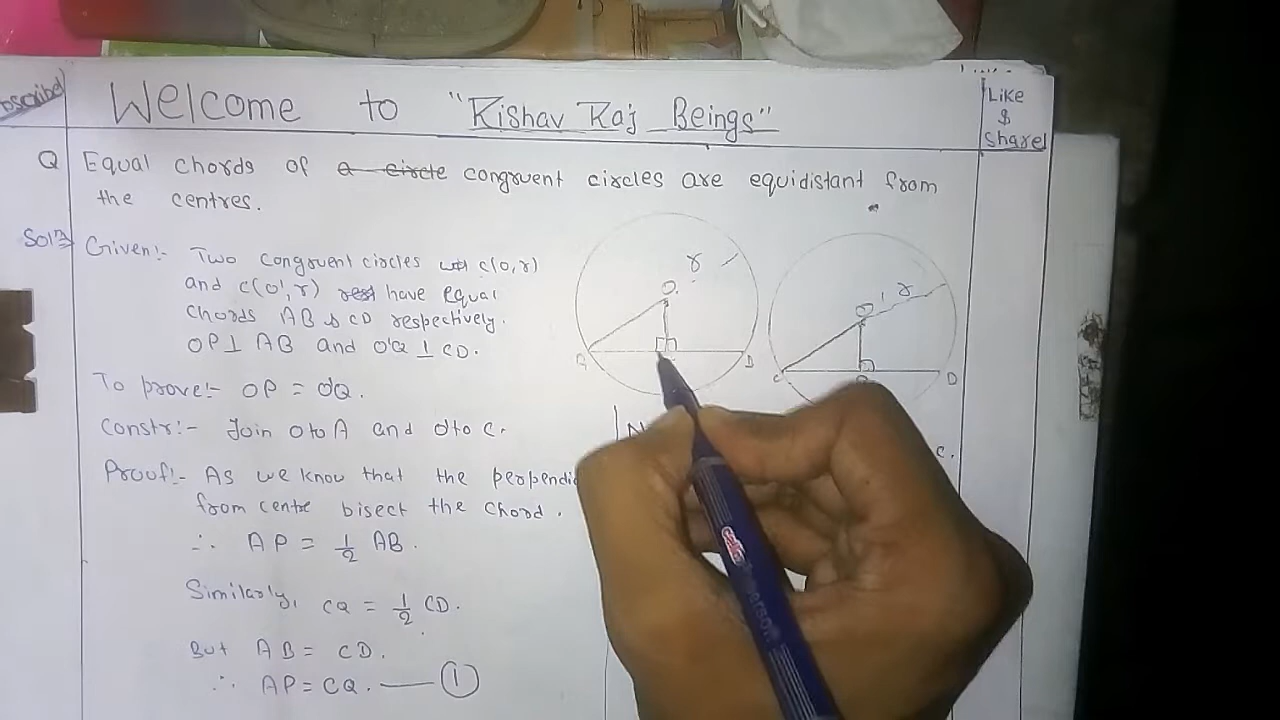 Welcome to "Rishav Raj Beings"
Like
&
Share
Q Equal chords of a circle congruent circles are equidistant from
the centres.
Given:- Two congruent circles C(O,r)
and C(O',r) have equal
chords AB & CD respectively.
OP⊥ AB and O'Q ⊥ CD.
To prove:- OP = O'Q.
Constr:- Join O to A and O' to C.
Proof:- As we know that the
from centre bisect the chord.
∴ AP = 1/2 AB.
Similarly, CQ = 1/2 CD.
But AB = CD.
∴ AP = CQ. —— ①
r
O
B
O'
r
C
D
C.